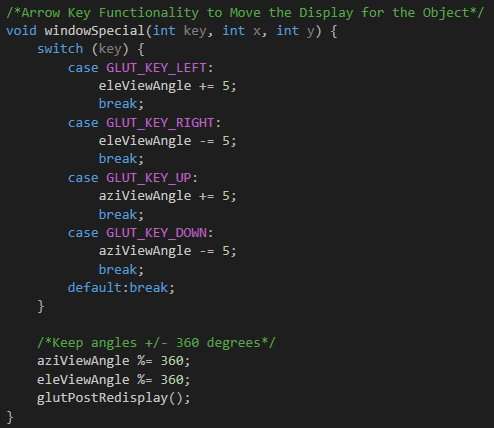 /*Arrow Key Functionality to Move the Display for the Object*/
void windowSpecial(int key, int x, int y) {
    switch (key) {
        case GLUT_KEY_LEFT:
            eleViewAngle += 5;
            break;
        case GLUT_KEY_RIGHT:
            eleViewAngle -= 5;
            break;
        case GLUT_KEY_UP:
            aziViewAngle += 5;
            break;
        case GLUT_KEY_DOWN:
            aziViewAngle -= 5;
            break;
        default:break;
    }

    /*Keep angles +/- 360 degrees*/
    aziViewAngle %= 360;
    eleViewAngle %= 360;
    glutPostRedisplay();
}